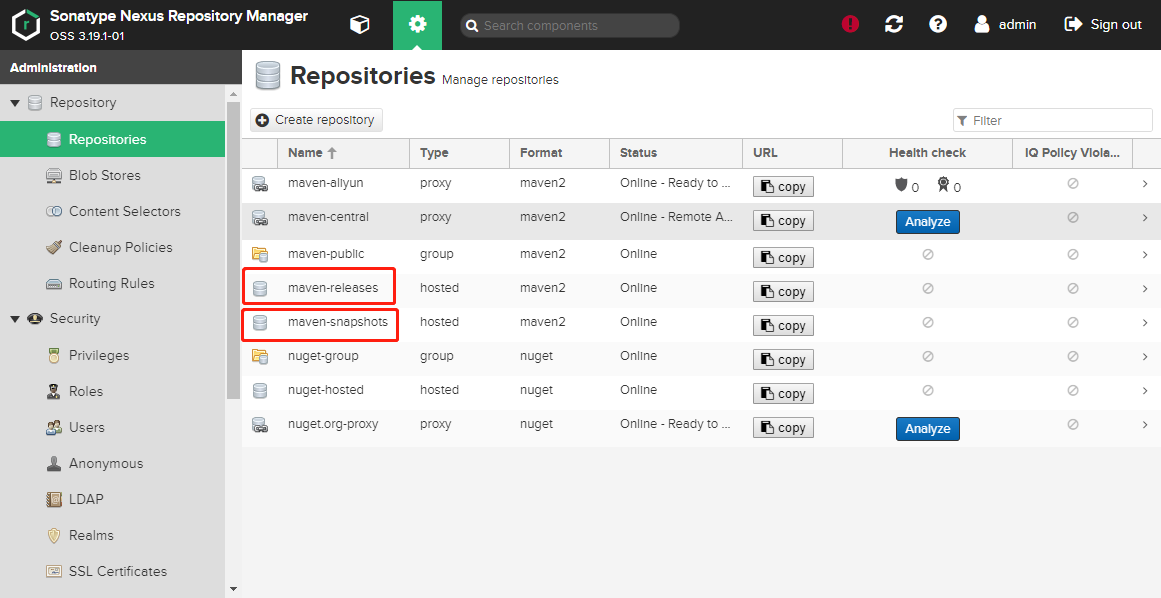 Sonatype Nexus Repository Manager
OSS 3.19.1-01
Search components
admin
Sign out
Administration
Repository
Repositories
Blob Stores
Content Selectors
Cleanup Policies
Routing Rules
Security
Privileges
Roles
Users
Anonymous
LDAP
Realms
SSL Certificates
Repositories Manage repositories
Create repository
Filter
Name Type Format Status URL Health check IQ Policy Viola...
maven-aliyun proxy maven2 Online - Ready to ... copy 0 0
maven-central proxy maven2 Online - Remote A... copy Analyze
maven-public group maven2 Online copy
maven-releases hosted maven2 Online copy
maven-snapshots hosted maven2 Online copy
nuget-group group nuget Online copy
nuget-hosted hosted nuget Online copy
nuget.org-proxy proxy nuget Online - Ready to ... copy Analyze